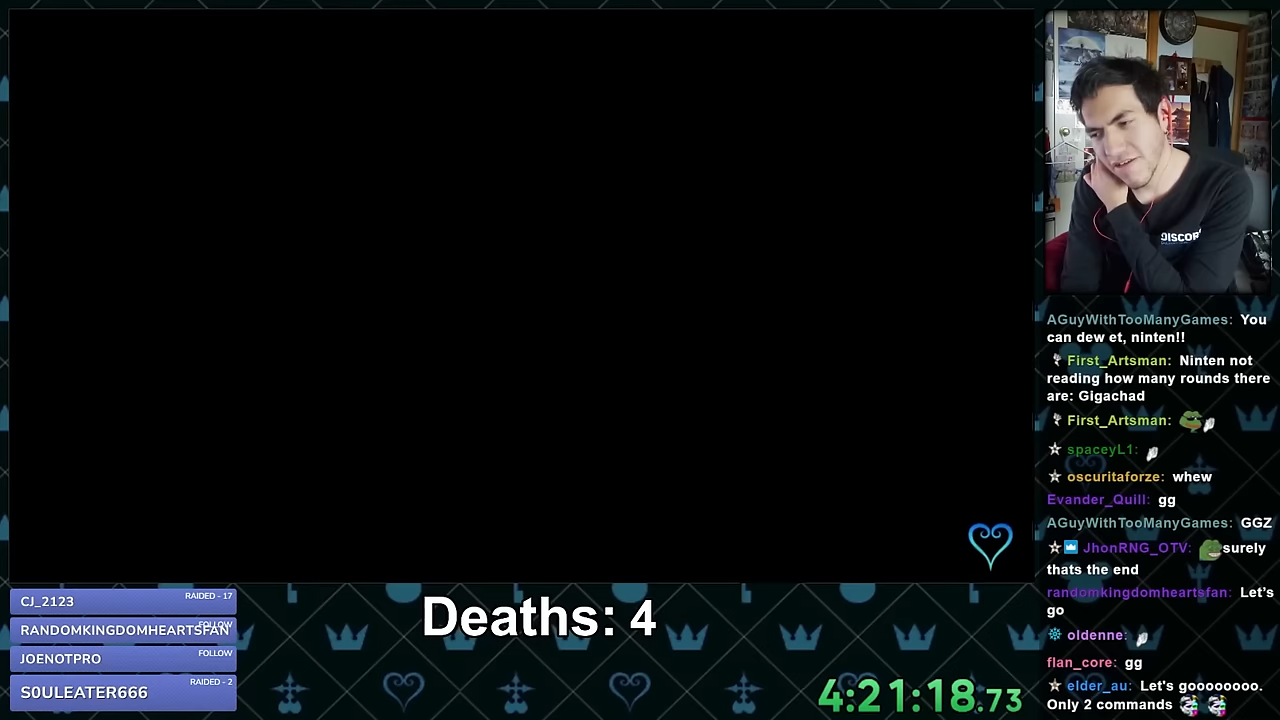 DISCOR
AGuyWithTooManyGames: You
can dew et, ninten!!
First_Artsman: Ninten not
reading how many rounds there
are: Gigachad
First_Artsman:
spaceyL1:
oscuritaforze: whew
Evander_Quill: gg
AGuyWithTooManyGames: GGZ
JhonRNG_OTV: surely
thats the end
randomkingdomheartsfan: Let's
go
oldenne:
flan_core: gg
elder_au: Let's goooooooo.
Only 2 commands
CJ_2123 RAIDED - 17
RANDOMKINGDOMHEARTSFAN FOLLOW
JOENOTPRO FOLLOW
S0ULEATER666 RAIDED - 2
Deaths: 4
4:21:18.73